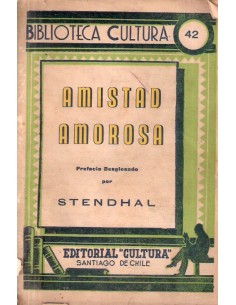 BIBLIOTECA CULTURA
42
AMISTAD
AMOROSA
Prefacio Desglosado
por
STENDHAL
EDITORIAL "CULTURA"
SANTIAGO DE CHILE